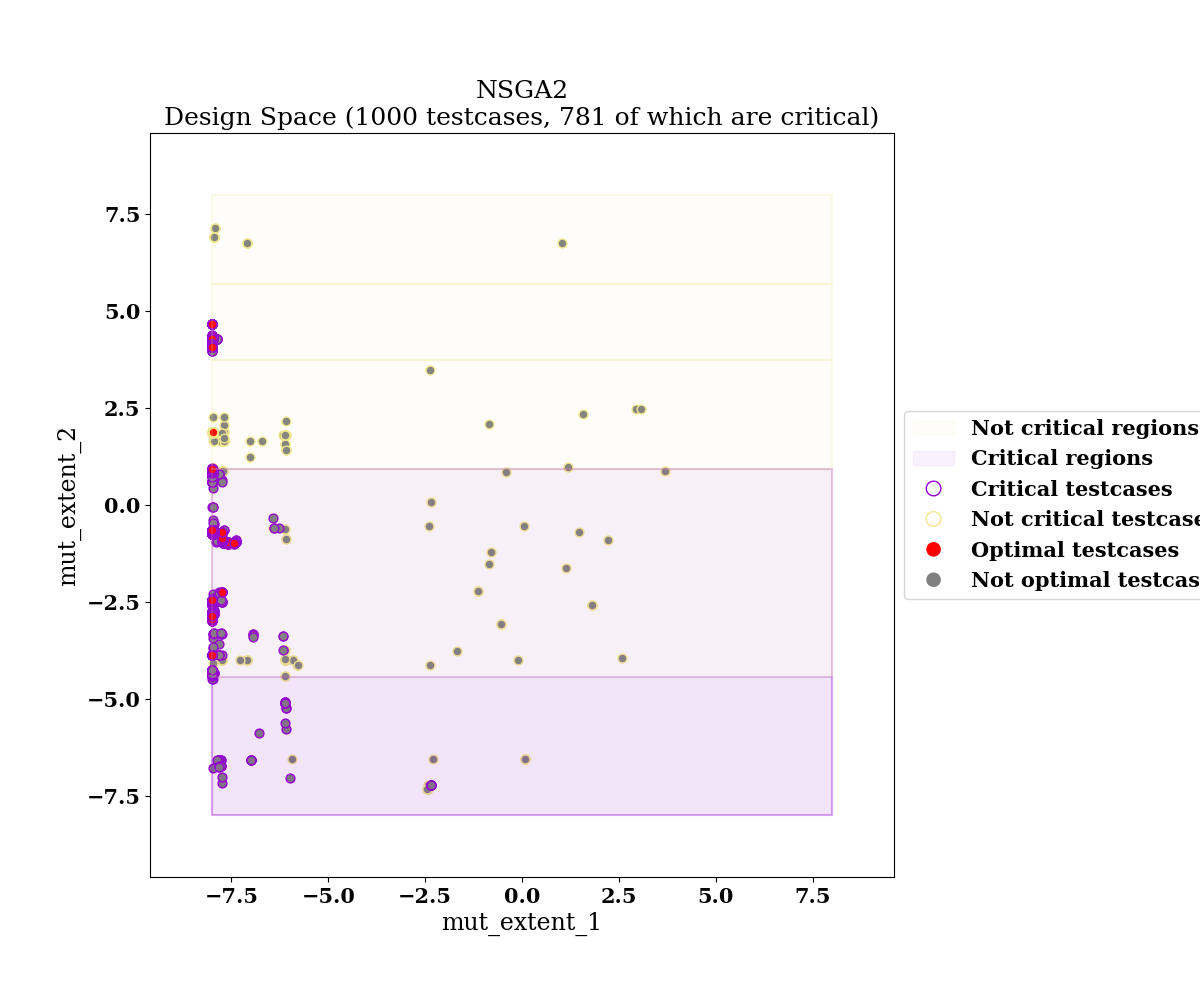 NSGA2
Design Space (1000 testcases, 781 of which are critical)
mut_extent_2
7.5
5.0
2.5
0.0
−2.5
−5.0
−7.5
−7.5
−5.0
−2.5
0.0
2.5
5.0
7.5
mut_extent_1
Not critical regions
Critical regions
Critical testcases
Not critical testcase
Optimal testcases
Not optimal testcas